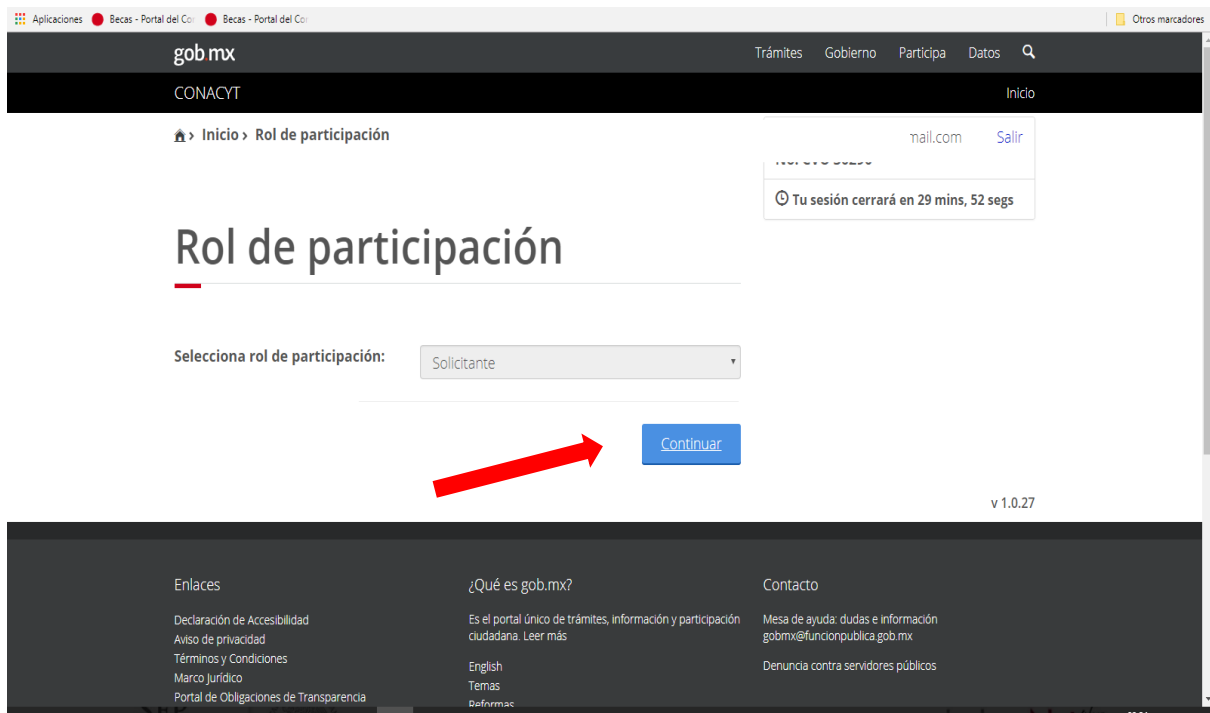 Aplicaciones Becas - Portal del Co Becas - Portal del Co Otros marcadores
gob.mx Trámites Gobierno Participa Datos
CONACYT Inicio
> Inicio > Rol de participación
mail.com Salir
Tu sesión cerrará en 29 mins, 52 segs
Rol de participación
Selecciona rol de participación: Solicitante
Continuar
v 1.0.27
Enlaces
Declaración de Accesibilidad
Aviso de privacidad
Términos y Condiciones
Marco Jurídico
Portal de Obligaciones de Transparencia
¿Qué es gob.mx?
Es el portal único de trámites, información y participación
ciudadana. Leer más
English
Temas
Reformas
Contacto
Mesa de ayuda: dudas e información
gobmx@funcionpublica.gob.mx
Denuncia contra servidores públicos